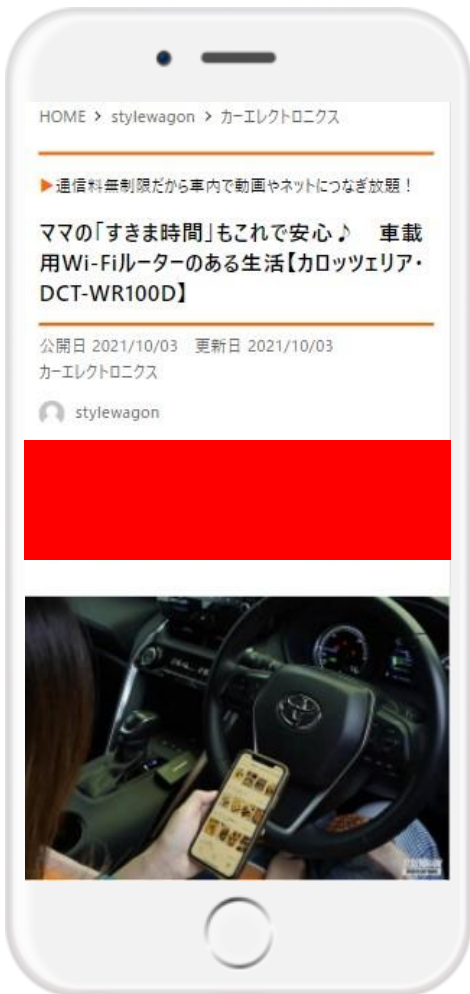 HOME > stylewagon > カーエレクトロニクス
▶通信料無制限だから車内で動画やネットにつなぎ放題！
ママの「すきま時間」もこれで安心♪　車載
用Wi-Fiルーターのある生活【カロッツェリア・
DCT-WR100D】
公開日 2021/10/03　更新日 2021/10/03
カーエレクトロニクス
stylewagon